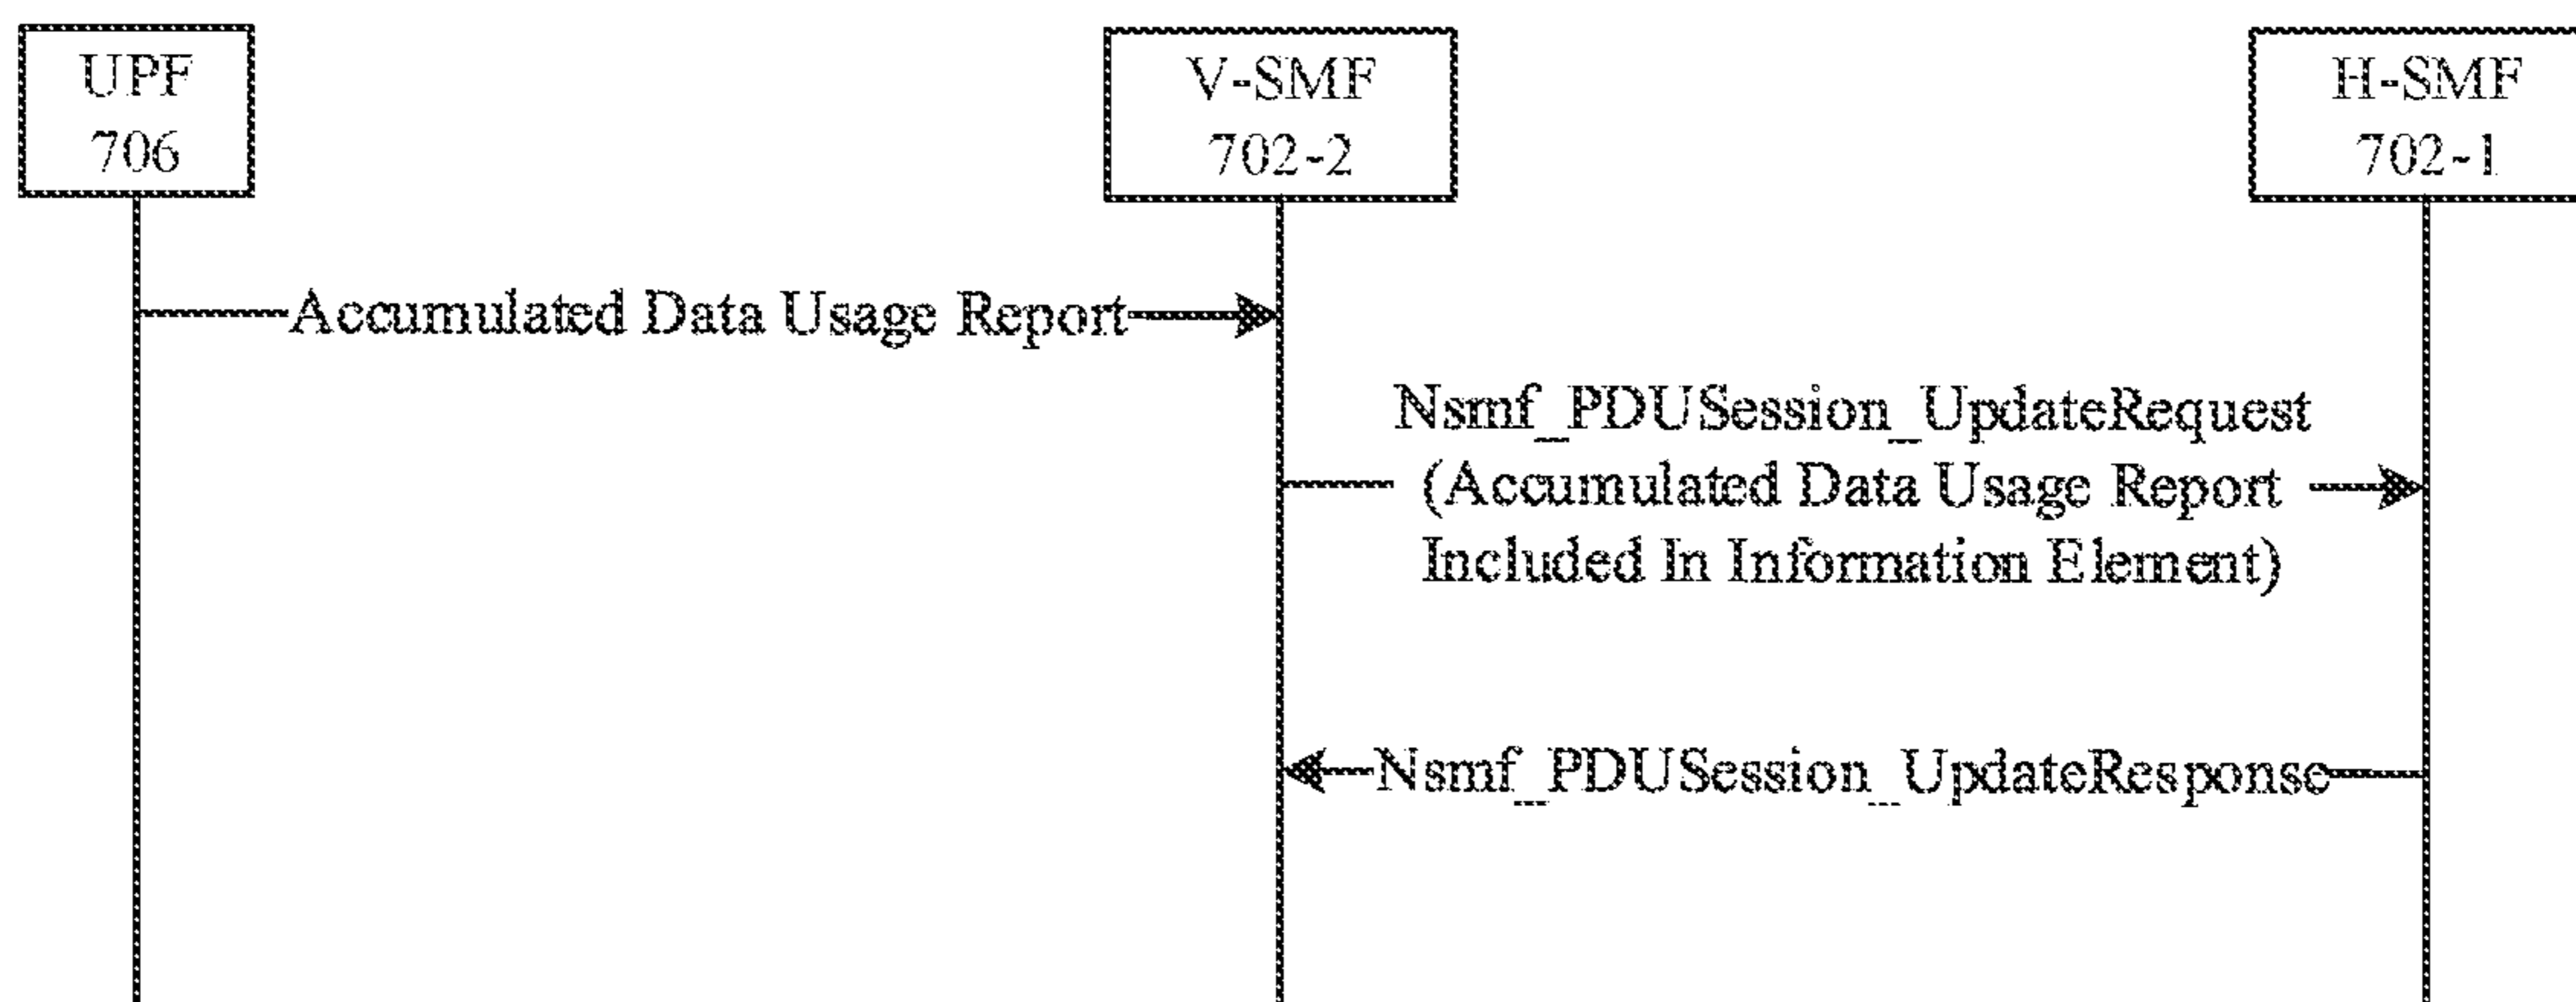 UPF
706
V-SMF
702-2
H-SMF
702-1
Accumulated Data Usage Report
Nsmf_PDUSession_UpdateRequest
(Accumulated Data Usage Report
Included In Information Element)
Nsmf_PDUSession_UpdateResponse